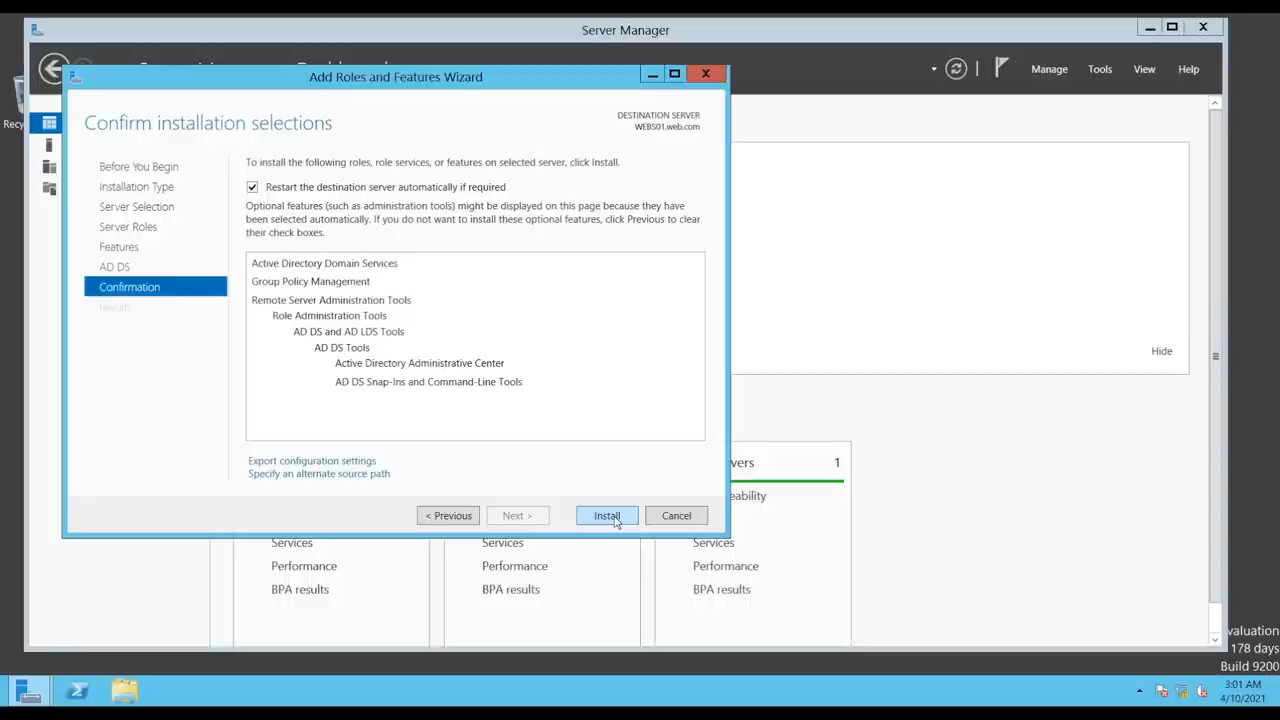 Server Manager
Manage Tools View Help
Add Roles and Features Wizard
Recy
Confirm installation selections
DESTINATION SERVER
WEBS01.web.com
Before You Begin
Installation Type
Server Selection
Server Roles
Features
AD DS
Confirmation
Results
To install the following roles, role services, or features on selected server, click Install.
Restart the destination server automatically if required
Optional features (such as administration tools) might be displayed on this page because they have
been selected automatically. If you do not want to install these optional features, click Previous to clear
their check boxes.
Active Directory Domain Services
Group Policy Management
Remote Server Administration Tools
Role Administration Tools
AD DS and AD LDS Tools
AD DS Tools
Active Directory Administrative Center
AD DS Snap-Ins and Command-Line Tools
Export configuration settings
Specify an alternate source path
< Previous Next > Install Cancel
Hide
vers 1
eability
Services
Performance
BPA results
Services
Performance
BPA results
Services
Performance
BPA results
valuation
178 days
Build 9200
3:01 AM
4/10/2021